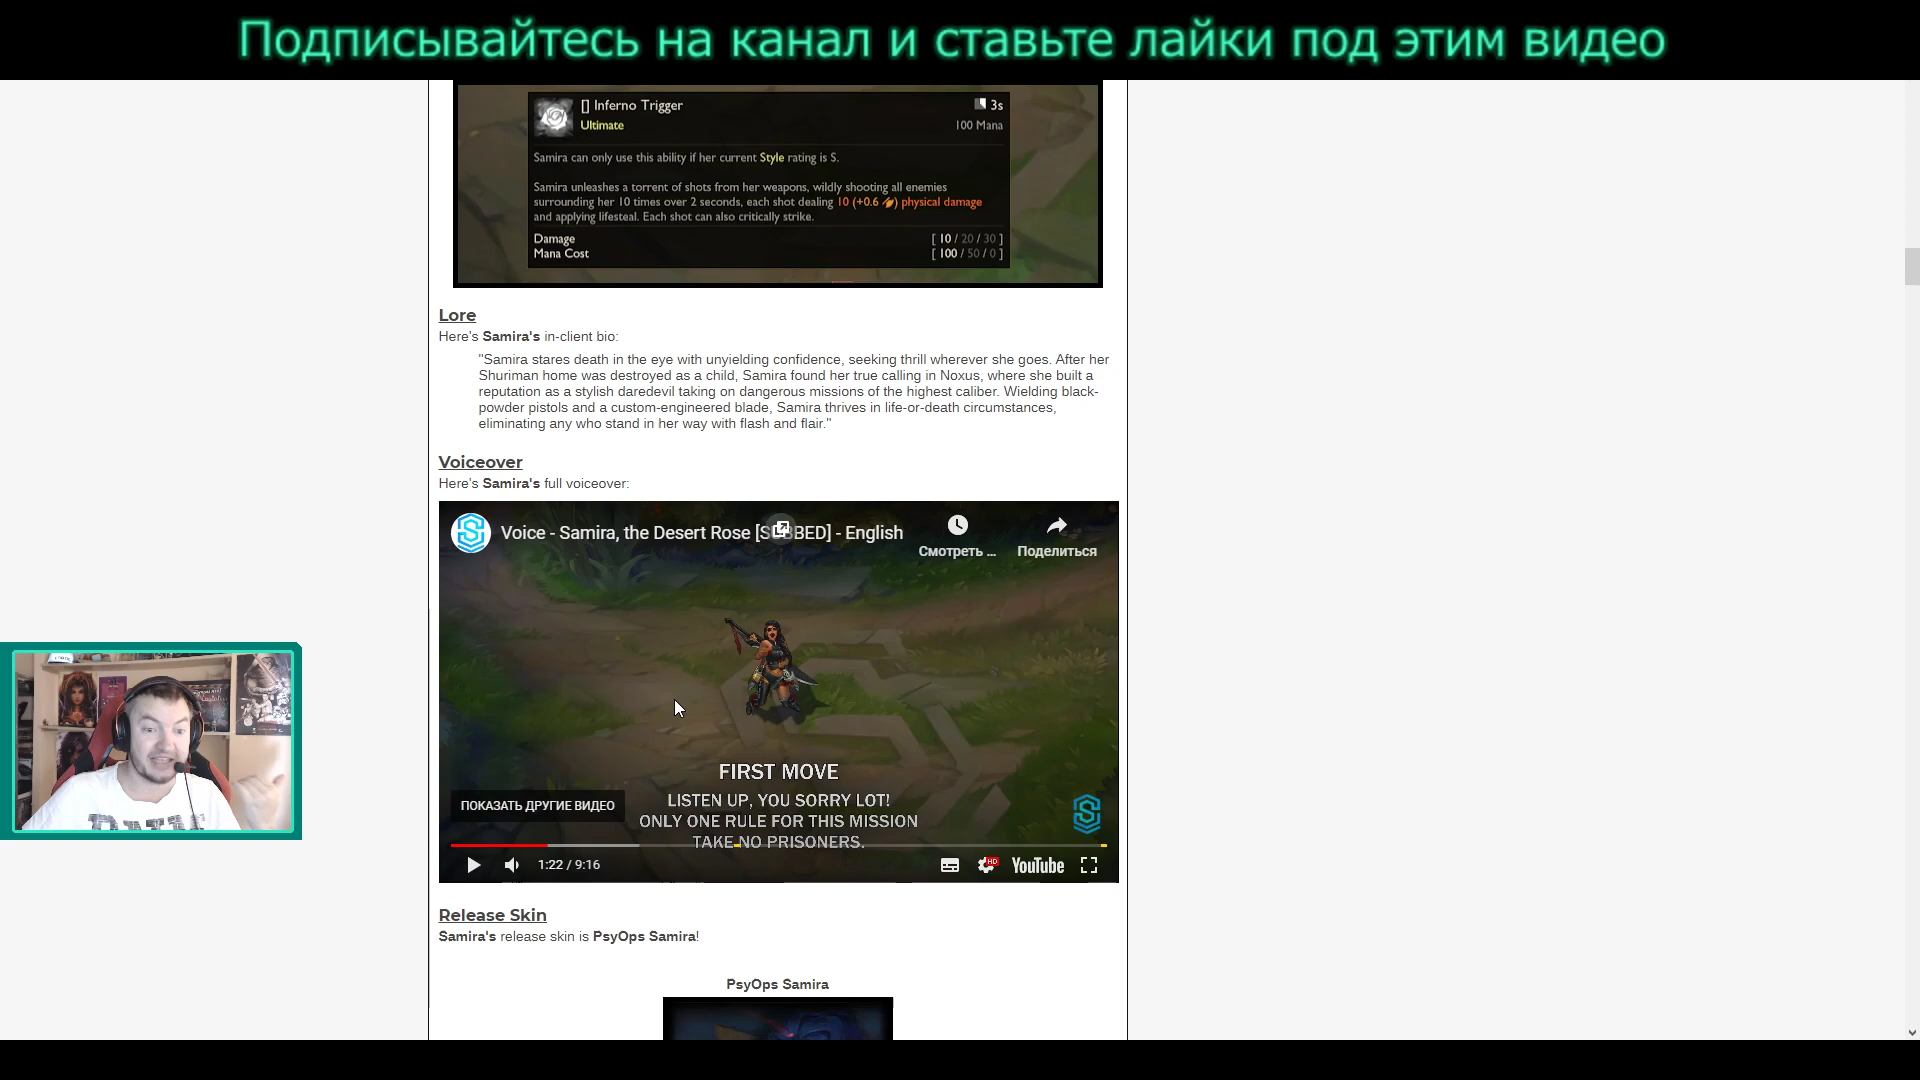 Подписывайтесь на канал и ставьте лайки под этим видео
[] Inferno Trigger
3s
Ultimate
100 Mana
Samira can only use this ability if her current Style rating is S.
Samira unleashes a torrent of shots from her weapons, wildly shooting all enemies
surrounding her 10 times over 2 seconds, each shot dealing 10 (+0.6 ) physical damage
and applying lifesteal. Each shot can also critically strike.
Damage
[ 10 / 20 / 30 ]
Mana Cost
[ 100 / 50 / 0 ]
Lore
Here's Samira's in-client bio:
"Samira stares death in the eye with unyielding confidence, seeking thrill wherever she goes. After her
Shuriman home was destroyed as a child, Samira found her true calling in Noxus, where she built a
reputation as a stylish daredevil taking on dangerous missions of the highest caliber. Wielding black-
powder pistols and a custom-engineered blade, Samira thrives in life-or-death circumstances,
eliminating any who stand in her way with flash and flair."
Voiceover
Here's Samira's full voiceover:
Voice - Samira, the Desert Rose [SUBBED] - English
Смотреть ...
Поделиться
FIRST MOVE
LISTEN UP, YOU SORRY LOT!
ONLY ONE RULE FOR THIS MISSION
TAKE NO PRISONERS.
ПОКАЗАТЬ ДРУГИЕ ВИДЕО
1:22 / 9:16
HD
YouTube
Release Skin
Samira's release skin is PsyOps Samira!
PsyOps Samira